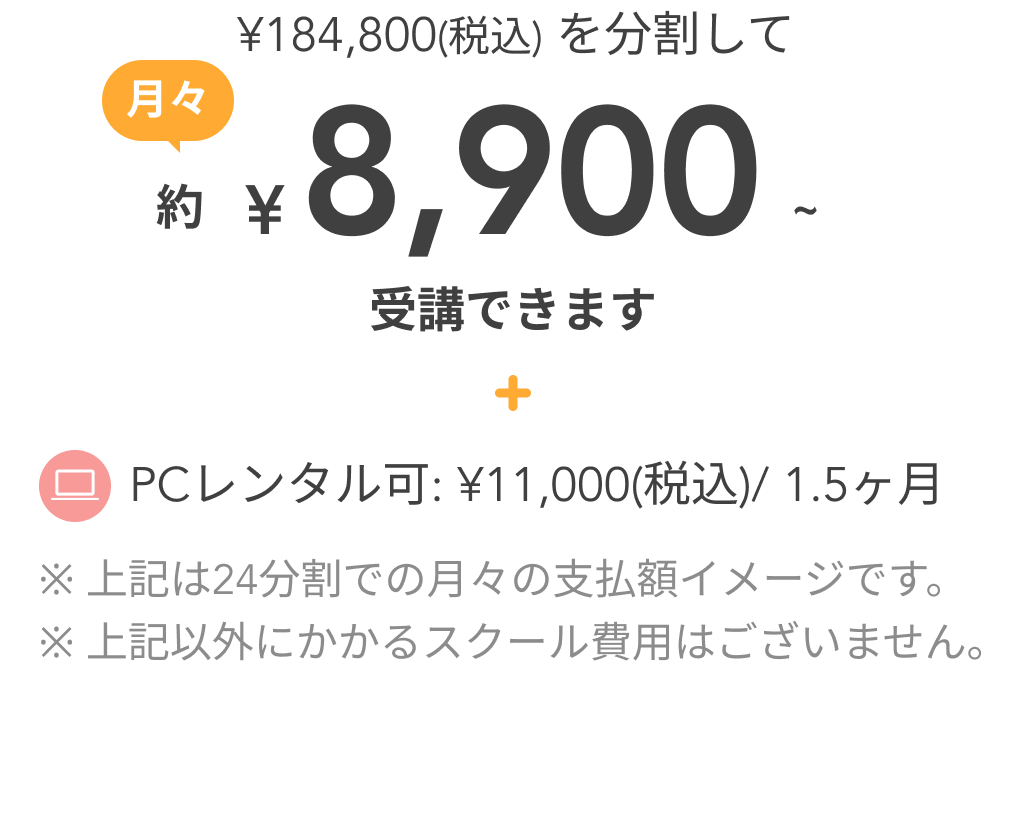 ¥184,800(税込) を分割して
月々
約 ¥8,900 ~
受講できます
+
PCレンタル可: ¥11,000(税込)/ 1.5ヶ月
※ 上記は24分割での月々の支払額イメージです。
※ 上記以外にかかるスクール費用はございません。